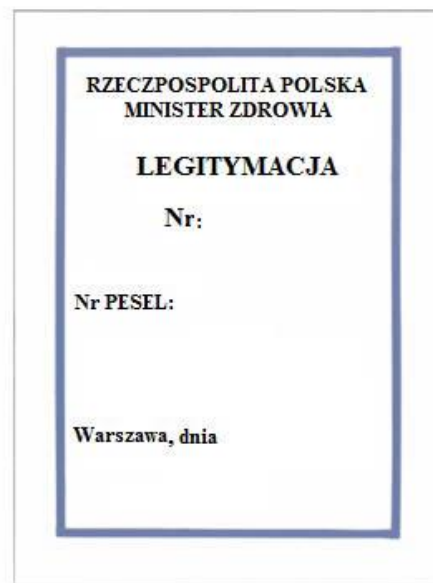 RZECZPOSPOLITA POLSKA
MINISTER ZDROWIA
LEGITYMACJA
Nr:
Nr PESEL:
Warszawa, dnia